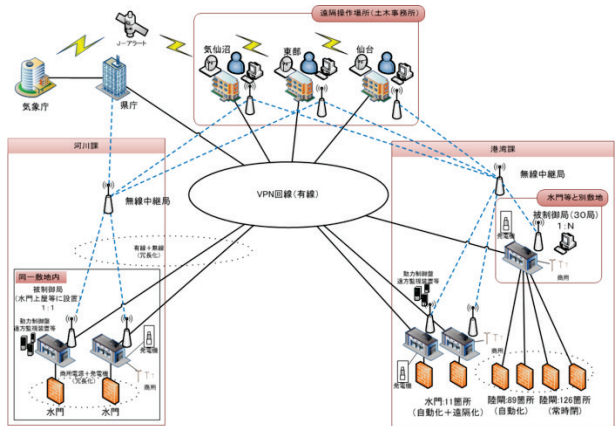 遠隔操作場所(土木事務所)
J-アラート
気仙沼
東部
仙台
気象庁
県庁
河川課
港湾課
無線中継局
無線中継局
VPN回線(有線)
水門等と別敷地
被制御局(30局)
1:N
発電機
有線+無線
(冗長化)
同一敷地内
被制御局
(水門上屋等に設置)
1:1
動力制御盤
遠方監視装置等
動力制御盤
遠方監視装置等
商用
発電機
商用
商用電源+発電機
(冗長化)
商用
発電機
水門
水門
水門:11箇所
(自動化+遠隔化)
陸閘:89箇所
(自動化)
陸閘:126箇所
(常時閉)